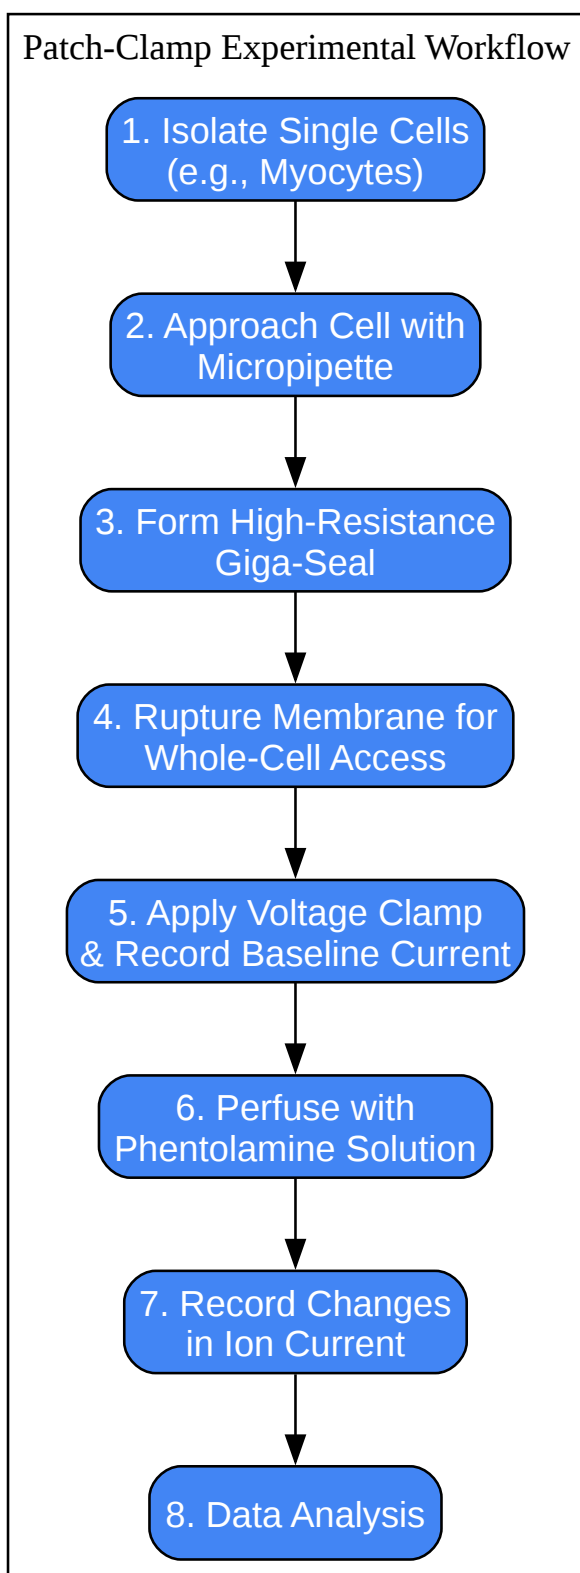 Patch-Clamp Experimental Workflow
1. Isolate Single Cells
(e.g., Myocytes)
2. Approach Cell with
Micropipette
3. Form High-Resistance
Giga-Seal
4. Rupture Membrane for
Whole-Cell Access
5. Apply Voltage Clamp
& Record Baseline Current
6. Perfuse with
Phentolamine Solution
7. Record Changes
in Ion Current
8. Data Analysis